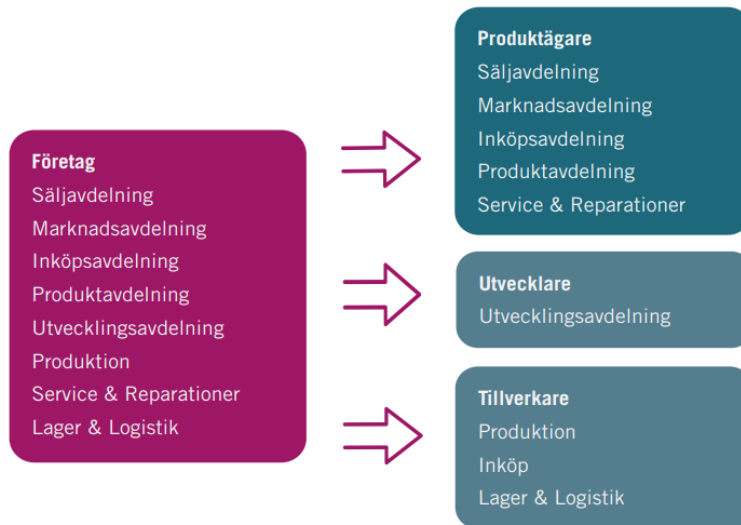 Företag
Säljavdelning
Marknadsavdelning
Inköpsavdelning
Produktavdelning
Utvecklingsavdelning
Produktion
Service & Reparationer
Lager & Logistik
Produktägare
Säljavdelning
Marknadsavdelning
Inköpsavdelning
Produktavdelning
Service & Reparationer
Utvecklare
Utvecklingsavdelning
Tillverkare
Produktion
Inköp
Lager & Logistik